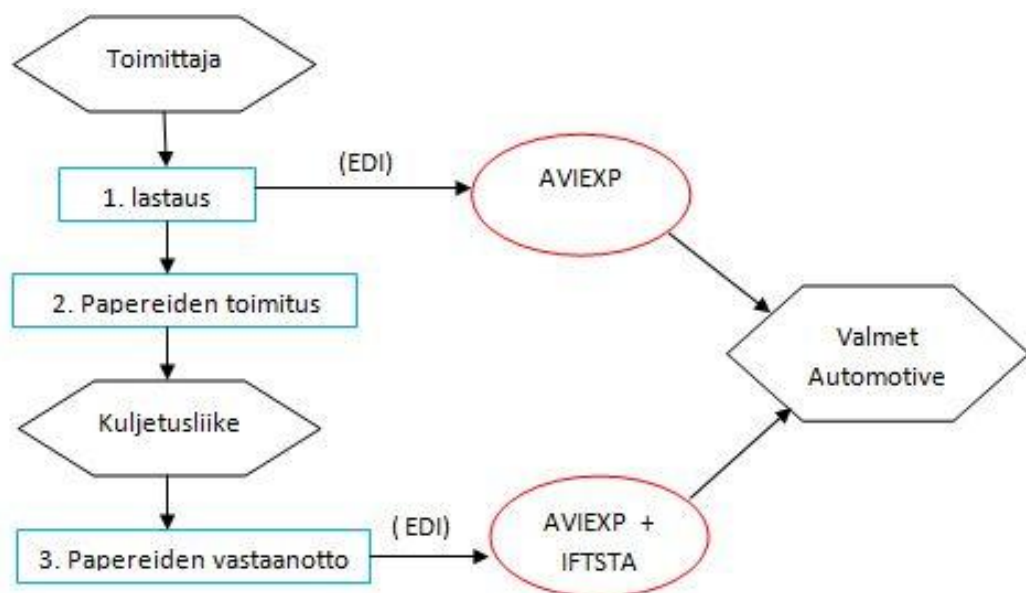 Toimittaja
(EDI)
AVIEXP
1. lastaus
2. Papereiden toimitus
Valmet
Automotive
Kuljetusliike
( EDI)
AVIEXP +
IFTSTA
3. Papereiden vastaanotto